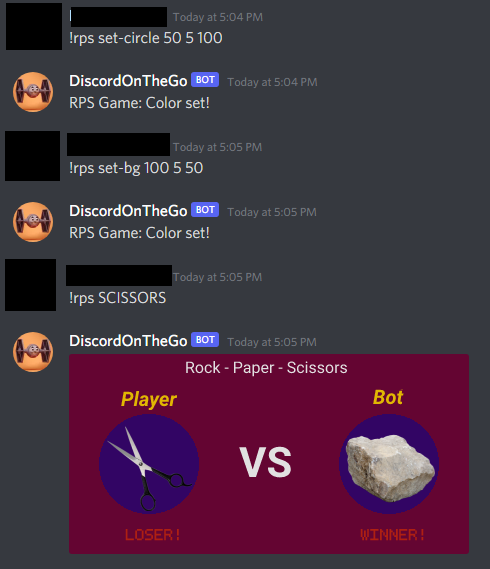 Today at 5:04 PM
!rps set-circle 50 5 100
DiscordOnTheGo BOT Today at 5:04 PM
RPS Game: Color set!
Today at 5:05 PM
!rps set-bg 100 5 50
DiscordOnTheGo BOT Today at 5:05 PM
RPS Game: Color set!
Today at 5:05 PM
!rps SCISSORS
DiscordOnTheGo BOT Today at 5:05 PM
Rock - Paper - Scissors
Player Bot
VS
LOSER! WINNER!